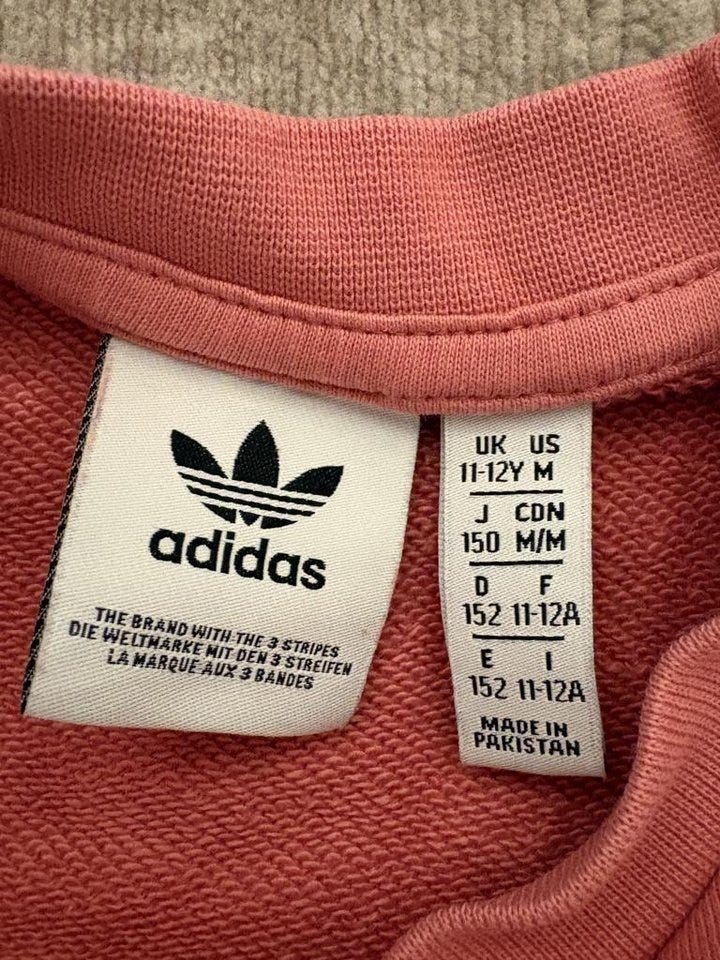 adidas
THE BRAND WITH THE 3 STRIPES
DIE WELTMARKE MIT DEN 3 STREIFEN
LA MARQUE AUX 3 BANDES
UK US
11-12Y M
J CDN
150 M/M
D F
152 11-12A
E I
152 11-12A
MADE IN
PAKISTAN